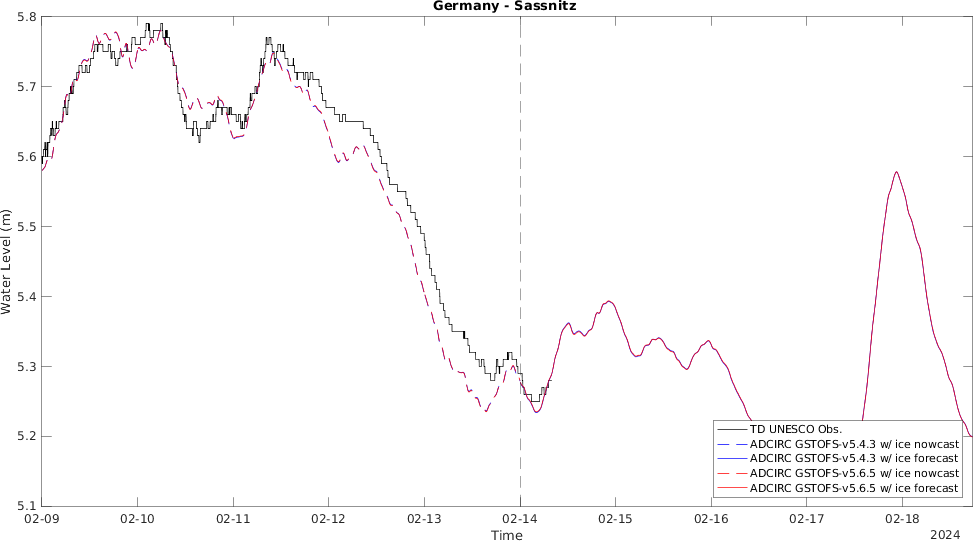 Germany - Sassnitz
Water Level (m)
5.8
5.7
5.6
5.5
5.4
5.3
5.2
5.1
TD UNESCO Obs.
ADCIRC GSTOFS-v5.4.3 w/ ice nowcast
ADCIRC GSTOFS-v5.4.3 w/ ice forecast
ADCIRC GSTOFS-v5.6.5 w/ ice nowcast
ADCIRC GSTOFS-v5.6.5 w/ ice forecast
02-09 02-10 02-11 02-12 02-13 02-14 02-15 02-16 02-17 02-18
Time
2024